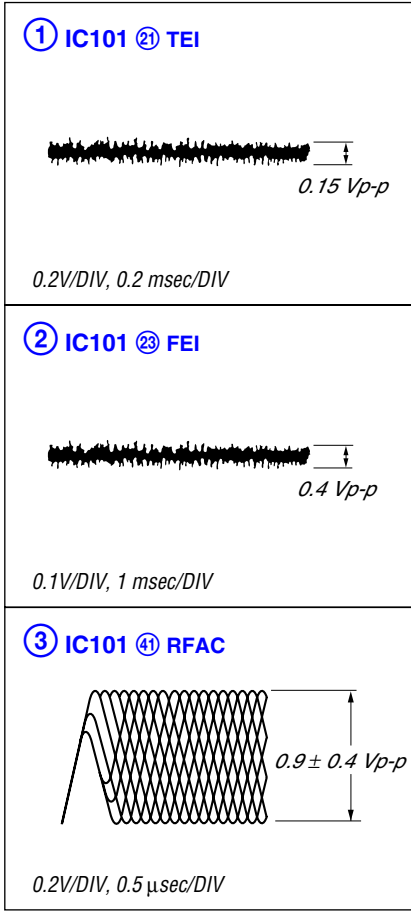 ① IC101 ㉑ TEI
0.15 Vp-p
0.2V/DIV, 0.2 msec/DIV
② IC101 ㉓ FEI
0.4 Vp-p
0.1V/DIV, 1 msec/DIV
③ IC101 ㊶ RFAC
0.9 ± 0.4 Vp-p
0.2V/DIV, 0.5 µsec/DIV